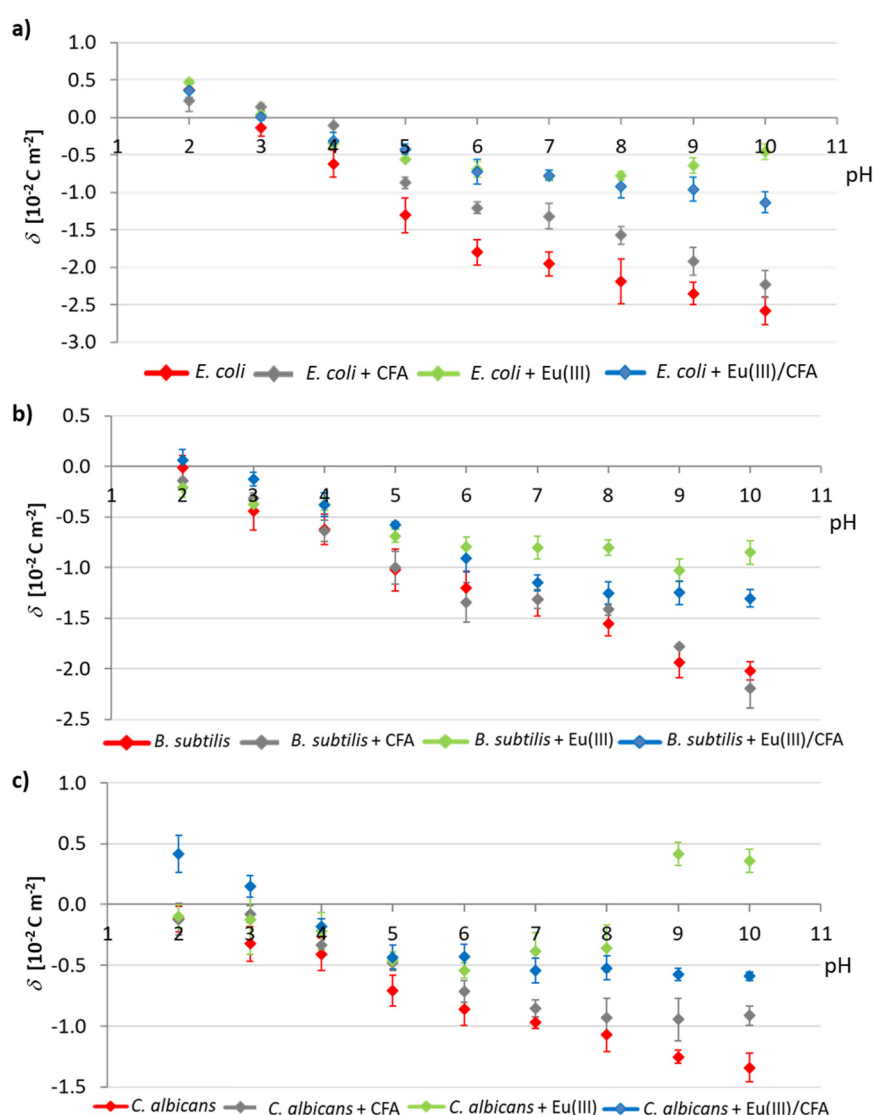 a)
1.0
0.5
0.0
-0.5
-1.0
-1.5
-2.0
-2.5
-3.0
δ [10⁻² C m⁻²]
1 2 3 4 5 6 7 8 9 10 11
pH
E. coli E. coli + CFA E. coli + Eu(III) E. coli + Eu(III)/CFA
b)
0.5
0.0
-0.5
-1.0
-1.5
-2.0
-2.5
δ [10⁻² C m⁻²]
1 2 3 4 5 6 7 8 9 10 11
pH
B. subtilis B. subtilis + CFA B. subtilis + Eu(III) B. subtilis + Eu(III)/CFA
c)
1.0
0.5
0.0
-0.5
-1.0
-1.5
δ [10⁻² C m⁻²]
1 2 3 4 5 6 7 8 9 10 11
pH
C. albicans C. albicans + CFA C. albicans + Eu(III) C. albicans + Eu(III)/CFA